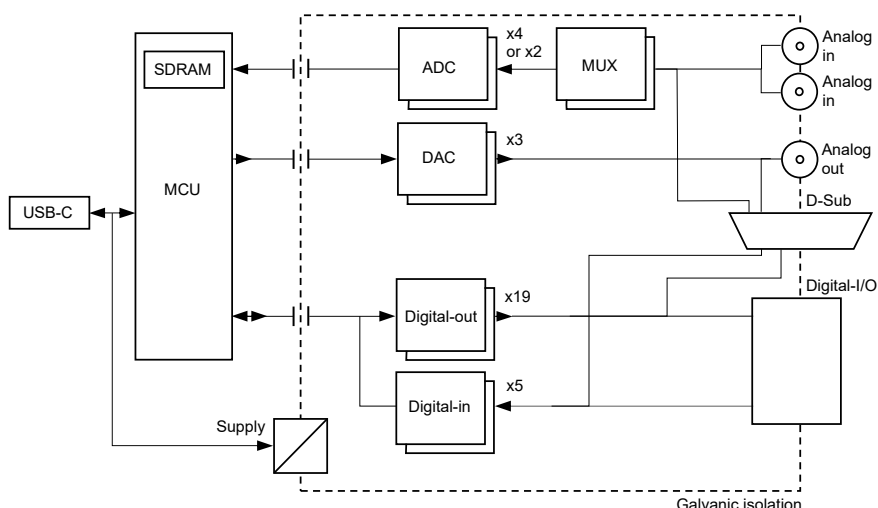 x4
or x2
Analog
in
SDRAM
ADC
MUX
Analog
in
x3
DAC
Analog
out
MCU
D-Sub
USB-C
Digital-I/O
x19
Digital-out
x5
Digital-in
Supply
Galvanic isolation